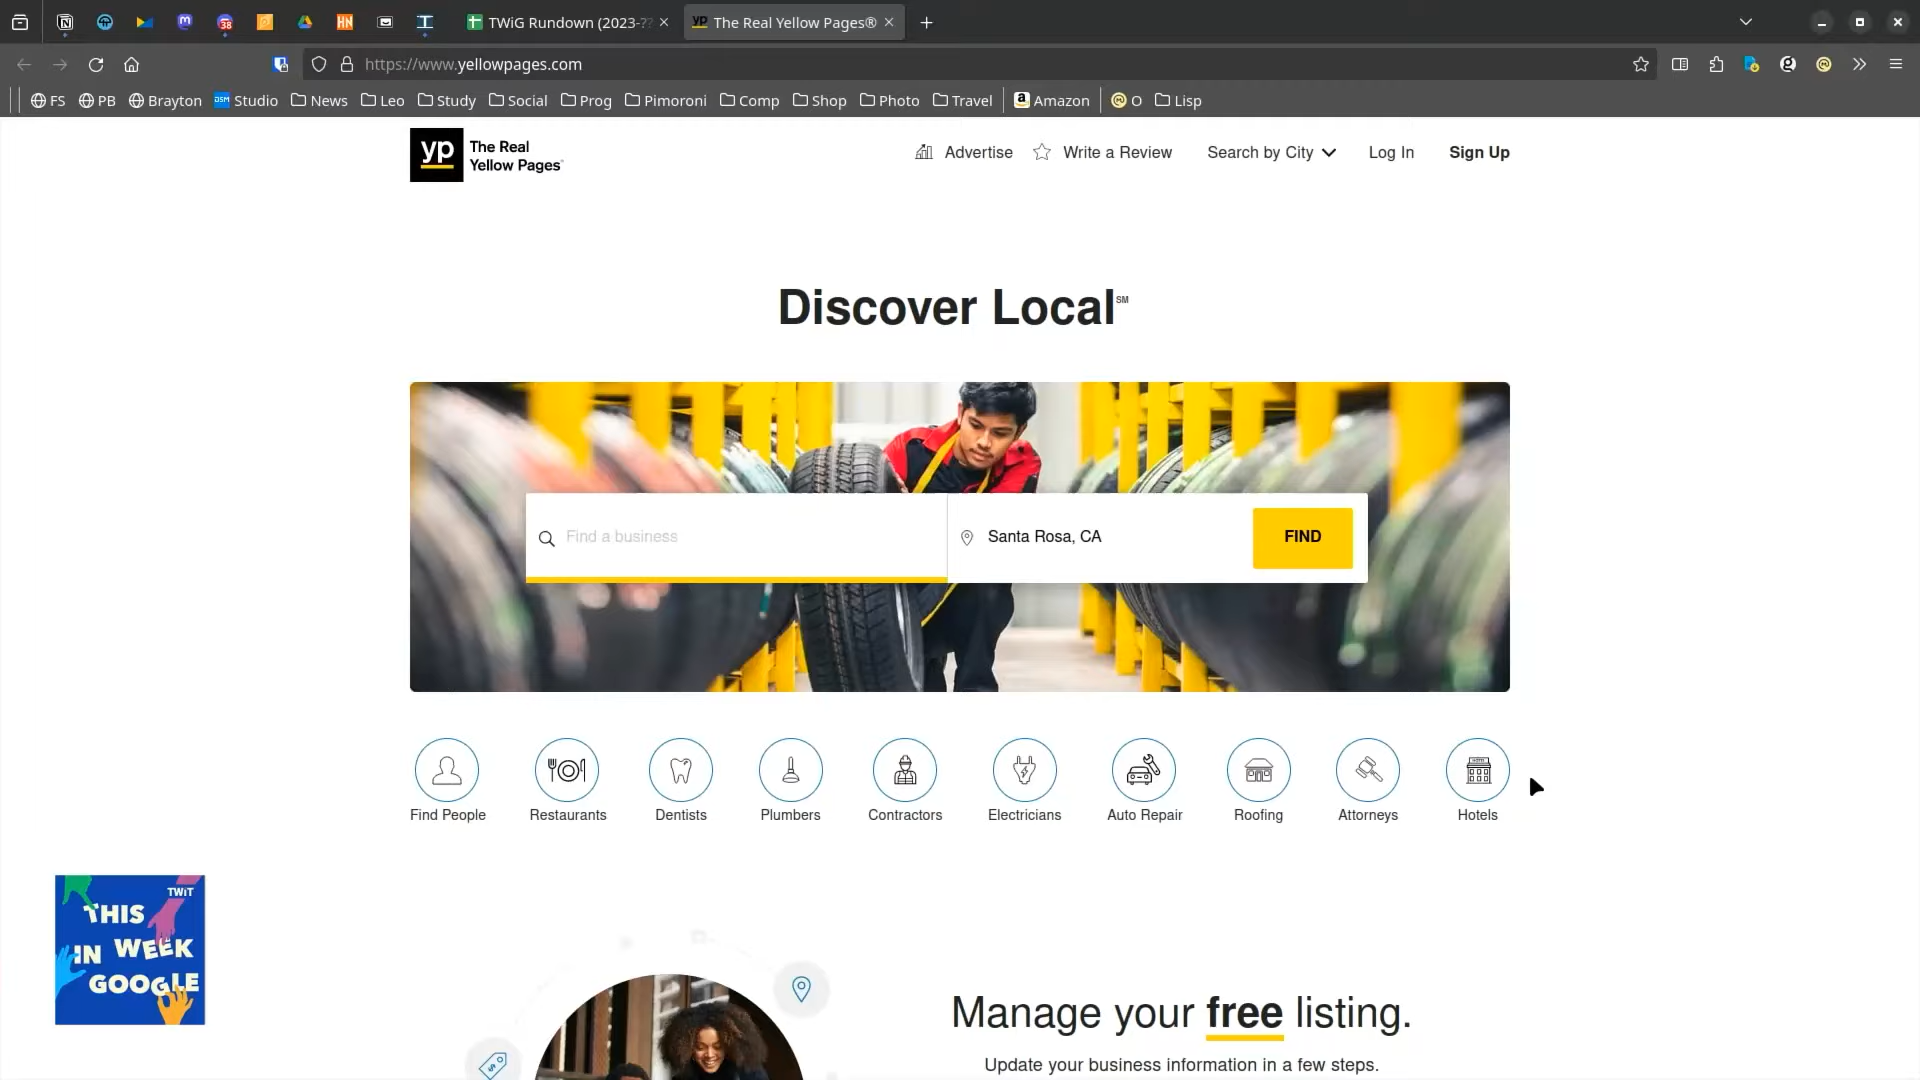 TWiG Rundown (2023-??
The Real Yellow Pages®
38
HN
https://www.yellowpages.com
FS
PB
Brayton
DSM Studio
News
Leo
Study
Social
Prog
Pimoroni
Comp
Shop
Photo
Travel
Amazon
O
Lisp
yp The Real
Yellow Pages®
Advertise
Write a Review
Search by City
Log In
Sign Up
Discover Local℠
Find a business
Santa Rosa, CA
FIND
Find People
Restaurants
Dentists
Plumbers
Contractors
Electricians
Auto Repair
Roofing
Attorneys
Hotels
TWiT
THIS
IN WEEK
GOOGLE
Manage your free listing.
Update your business information in a few steps.